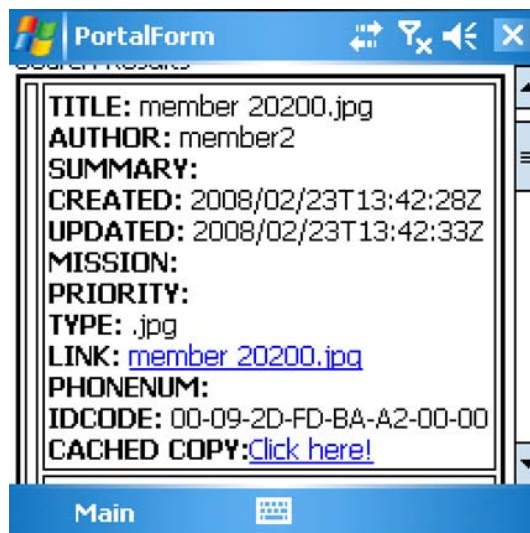 PortalForm
Search Results
TITLE: member 20200.jpg
AUTHOR: member2
SUMMARY:
CREATED: 2008/02/23T13:42:28Z
UPDATED: 2008/02/23T13:42:33Z
MISSION:
PRIORITY:
TYPE: .jpg
LINK: member 20200.jpg
PHONENUM:
IDCODE: 00-09-2D-FD-BA-A2-00-00
CACHED COPY:Click here!
Main